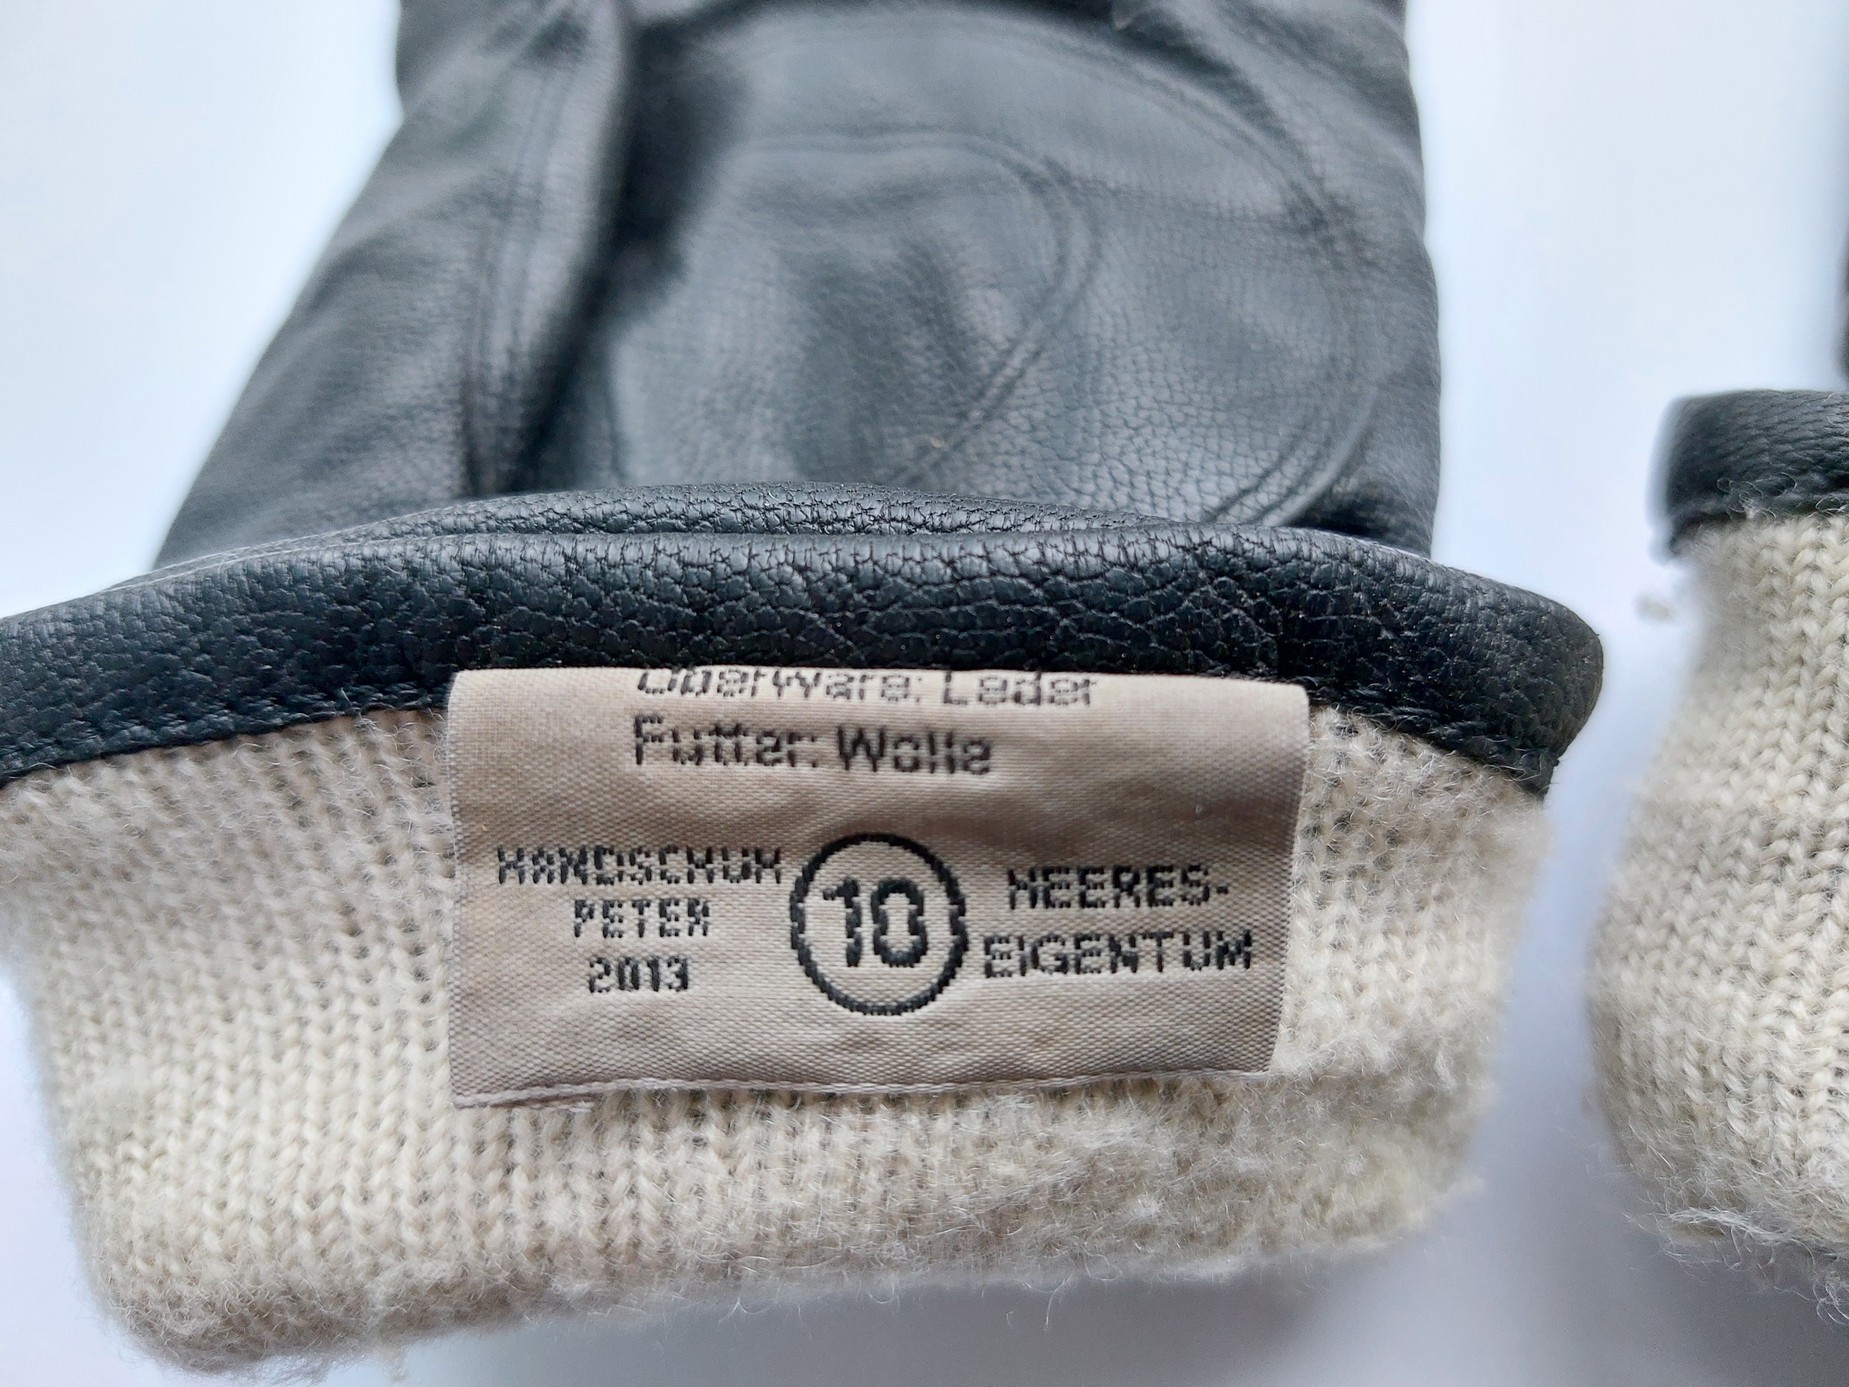 Oberware: Leder
Futter: Wolle
HANDSCHUH
PETER
2013
10
HEERES-
EIGENTUM